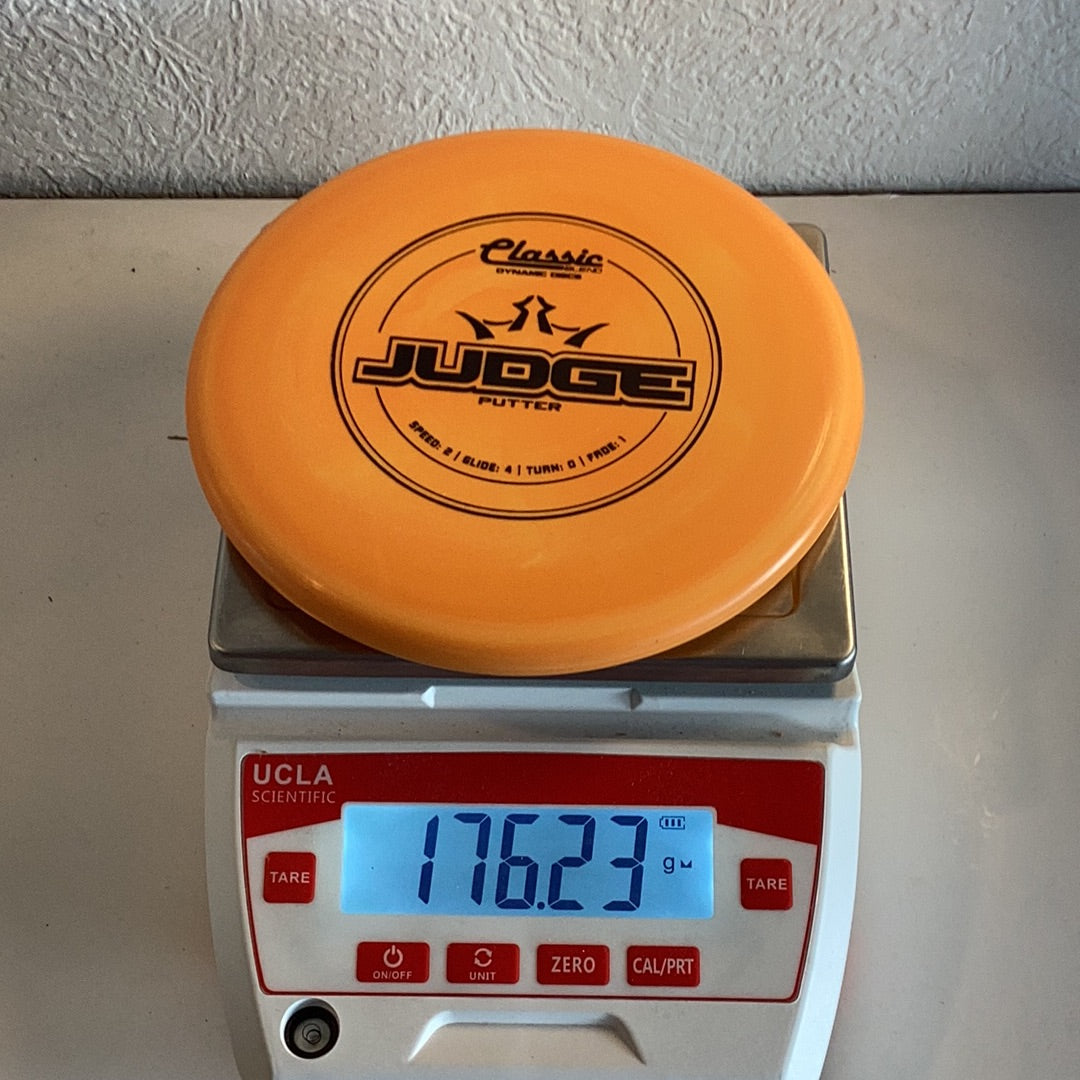 Classic
BLEND
DYNAMIC DISCS
JUDGE
PUTTER
SPEED: 2 | GLIDE: 4 | TURN: 0 | FADE: 1
UCLA
SCIENTIFIC
176.23
g
TARE
TARE
ON/OFF
UNIT
ZERO
CAL/PRT